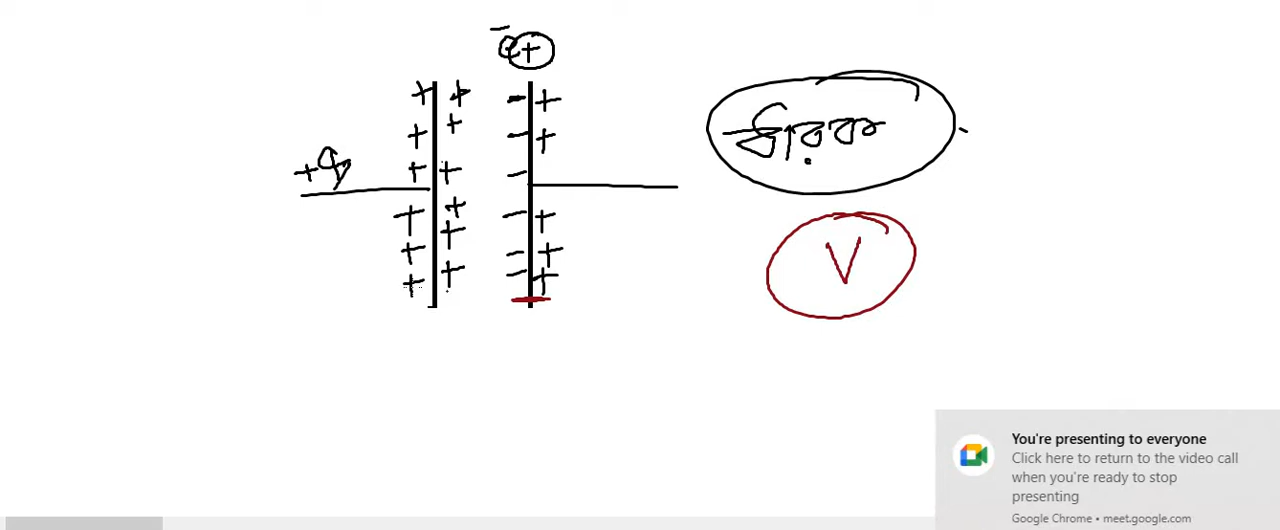 e +
- +
+ + - +
+ +
+Q + + -
+ + - +
+ + - +
+ + - +
V
You're presenting to everyone
Click here to return to the video call
when you're ready to stop
presenting
Google Chrome • meet.google.com